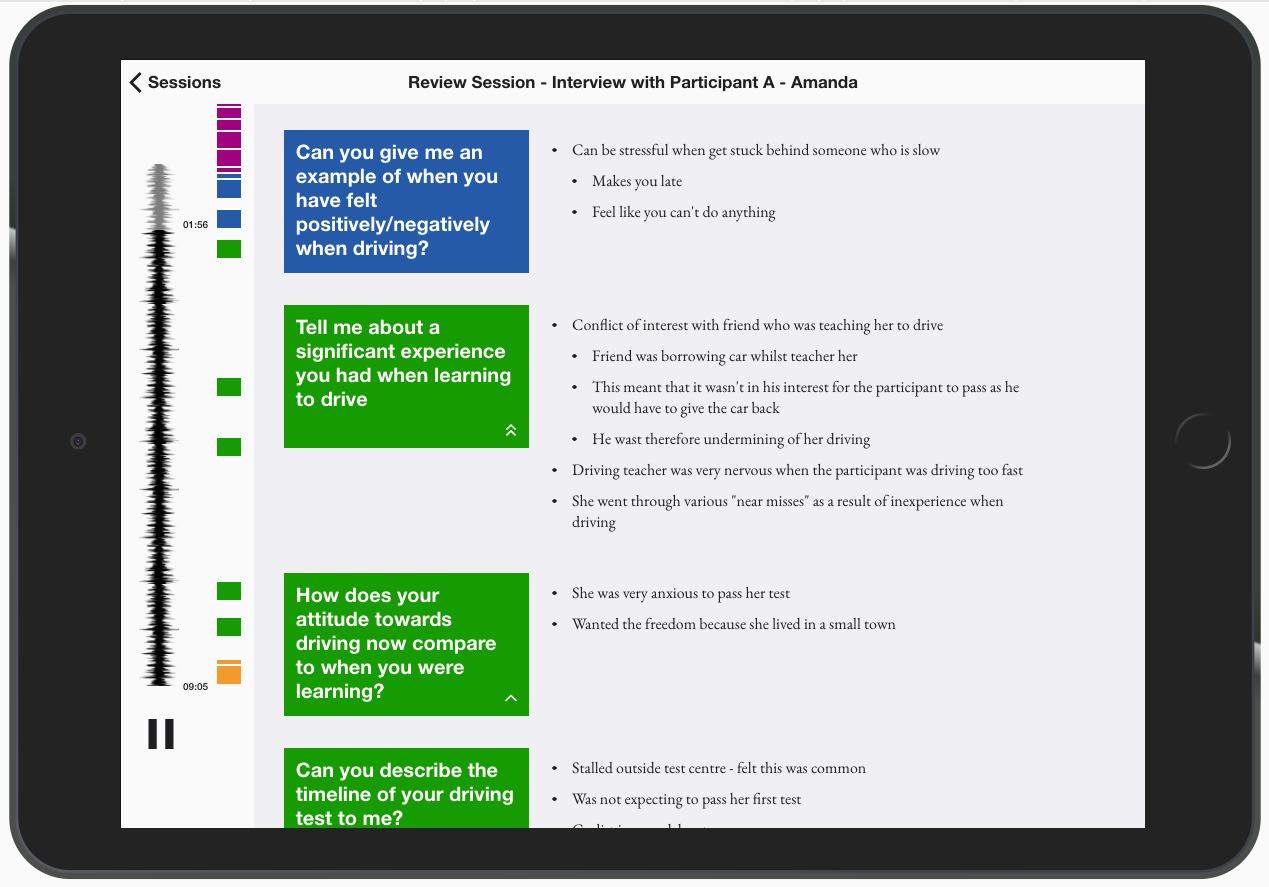 Sessions
Review Session - Interview with Participant A - Amanda
01:56
09:05
Can you give me an
example of when you
have felt
positively/negatively
when driving?
• Can be stressful when get stuck behind someone who is slow
• Makes you late
• Feel like you can't do anything
Tell me about a
significant experience
you had when learning
to drive
• Conflict of interest with friend who was teaching her to drive
• Friend was borrowing car whilst teacher her
• This meant that it wasn't in his interest for the participant to pass as he
would have to give the car back
• He wast therefore undermining of her driving
• Driving teacher was very nervous when the participant was driving too fast
• She went through various "near misses" as a result of inexperience when
driving
How does your
attitude towards
driving now compare
to when you were
learning?
• She was very anxious to pass her test
• Wanted the freedom because she lived in a small town
Can you describe the
timeline of your driving
test to me?
• Stalled outside test centre - felt this was common
• Was not expecting to pass her first test